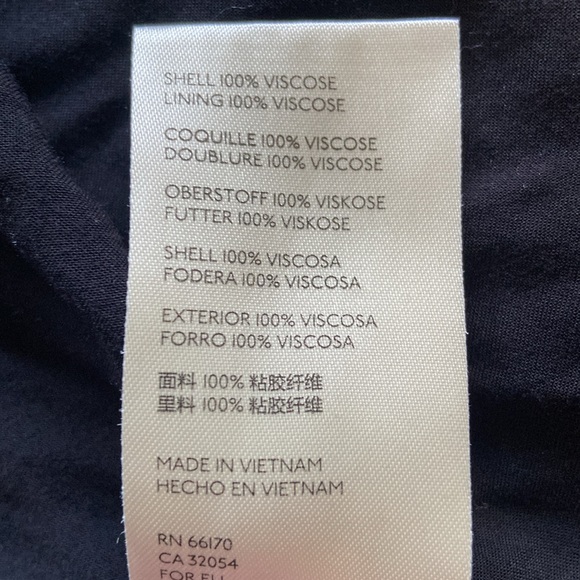 SHELL 100% VISCOSE
LINING 100% VISCOSE
COQUILLE 100% VISCOSE
DOUBLURE 100% VISCOSE
OBERSTOFF 100% VISKOSE
FUTTER 100% VISKOSE
SHELL 100% VISCOSA
FODERA 100% VISCOSA
EXTERIOR 100% VISCOSA
FORRO 100% VISCOSA
面料 100% 粘胶纤维
里料 100% 粘胶纤维
MADE IN VIETNAM
HECHO EN VIETNAM
RN 66170
CA 32054
FOR EU